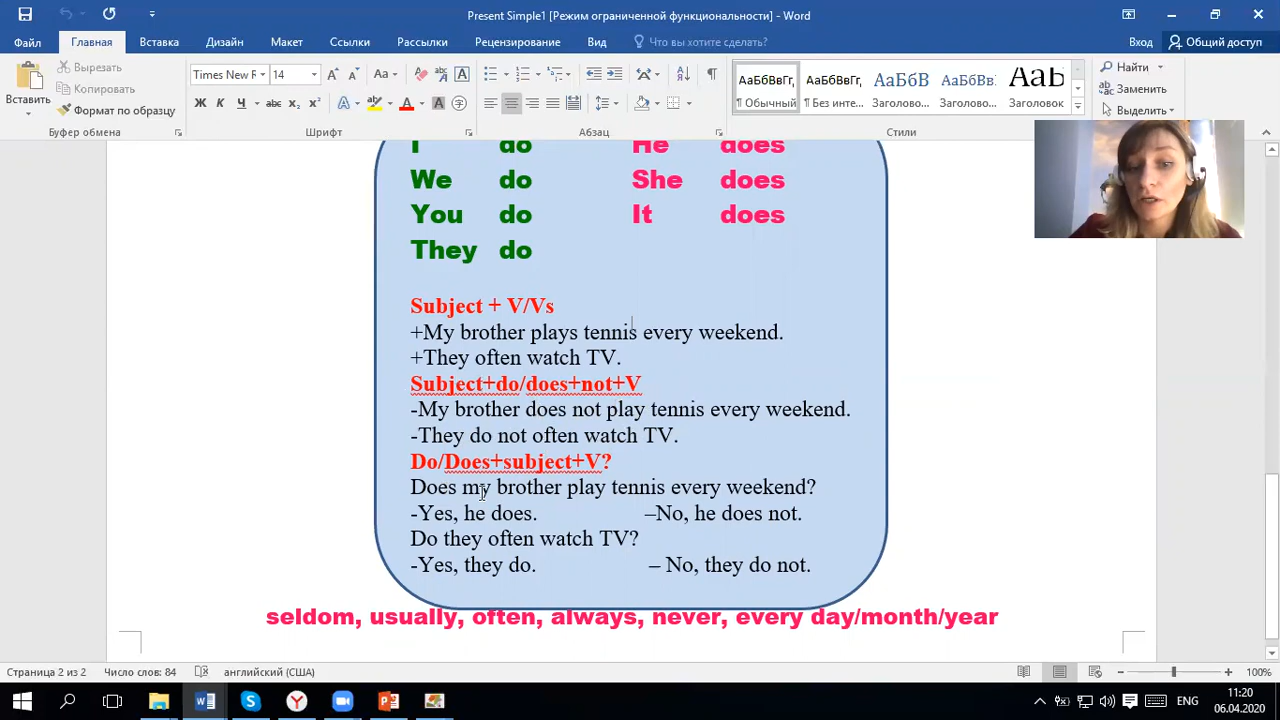 Present Simple1 [Режим ограниченной функциональности] - Word
Файл Главная Вставка Дизайн Макет Ссылки Рассылки Рецензирование Вид Что вы хотите сделать? Вход Общий доступ
Вставить
Вырезать
Копировать
Формат по образцу
Times New R 14
Ж К Ч
АаБбВвГг, АаБбВвГг, АаБбВ АаБбВв: АаБ
¶ Обычный ¶ Без инте... Заголово... Заголово... Заголовок
Найти
Заменить
Выделить
Буфер обмена Шрифт Абзац Стили
I do He does
We do She does
You do It does
They do
Subject + V/Vs
+My brother plays tennis every weekend.
+They often watch TV.
Subject+do/does+not+V
-My brother does not play tennis every weekend.
-They do not often watch TV.
Do/Does+subject+V?
Does my brother play tennis every weekend?
-Yes, he does. –No, he does not.
Do they often watch TV?
-Yes, they do. – No, they do not.
seldom, usually, often, always, never, every day/month/year
Страница 2 из 2 Число слов: 84 английский (США) 100%
ENG 11:20
06.04.2020